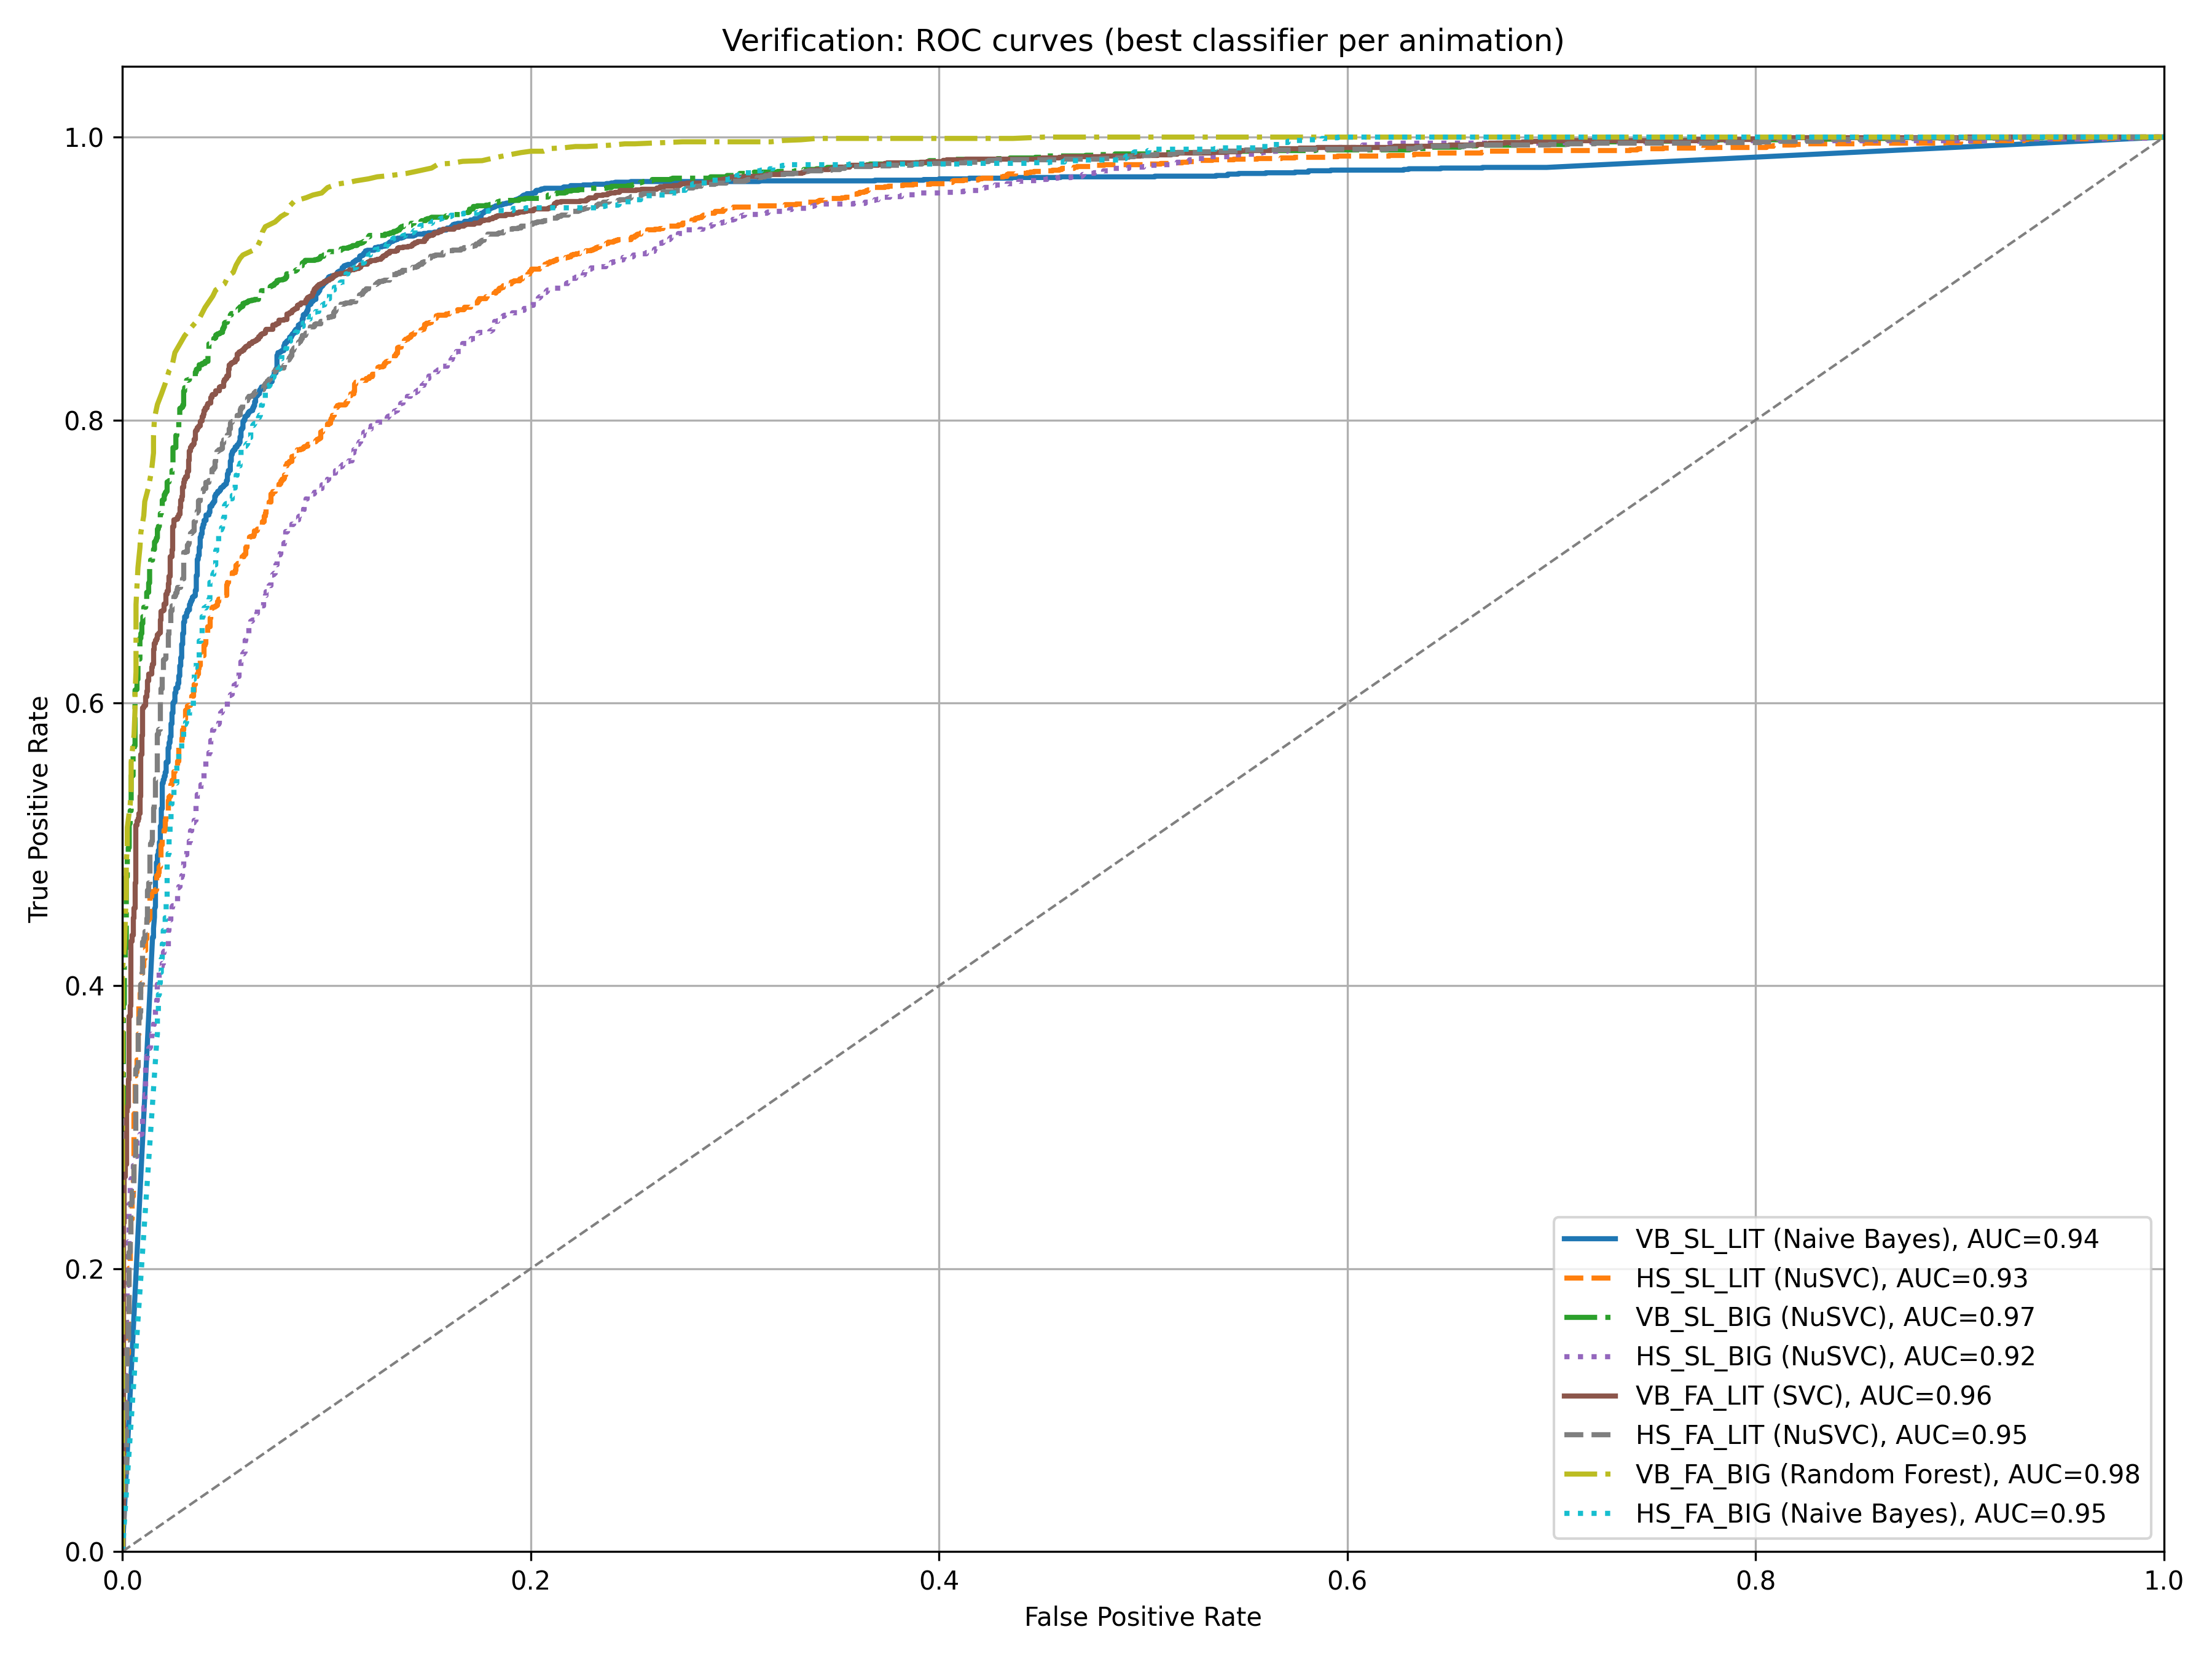 Verification: ROC curves (best classifier per animation)
1.0
0.8
0.6
0.4
0.2
0.0
True Positive Rate
0.0 0.2 0.4 0.6 0.8 1.0
False Positive Rate
VB_SL_LIT (Naive Bayes), AUC=0.94
HS_SL_LIT (NuSVC), AUC=0.93
VB_SL_BIG (NuSVC), AUC=0.97
HS_SL_BIG (NuSVC), AUC=0.92
VB_FA_LIT (SVC), AUC=0.96
HS_FA_LIT (NuSVC), AUC=0.95
VB_FA_BIG (Random Forest), AUC=0.98
HS_FA_BIG (Naive Bayes), AUC=0.95